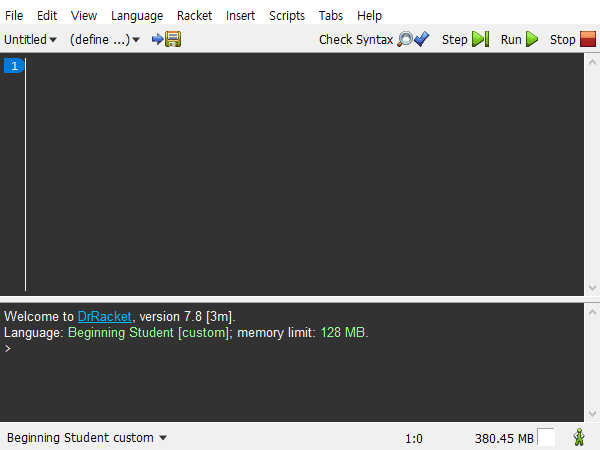 File Edit View Language Racket Insert Scripts Tabs Help
Untitled (define ...) Check Syntax Step Run Stop
1
Welcome to DrRacket, version 7.8 [3m].
Language: Beginning Student [custom]; memory limit: 128 MB.
>
Beginning Student custom 1:0 380.45 MB